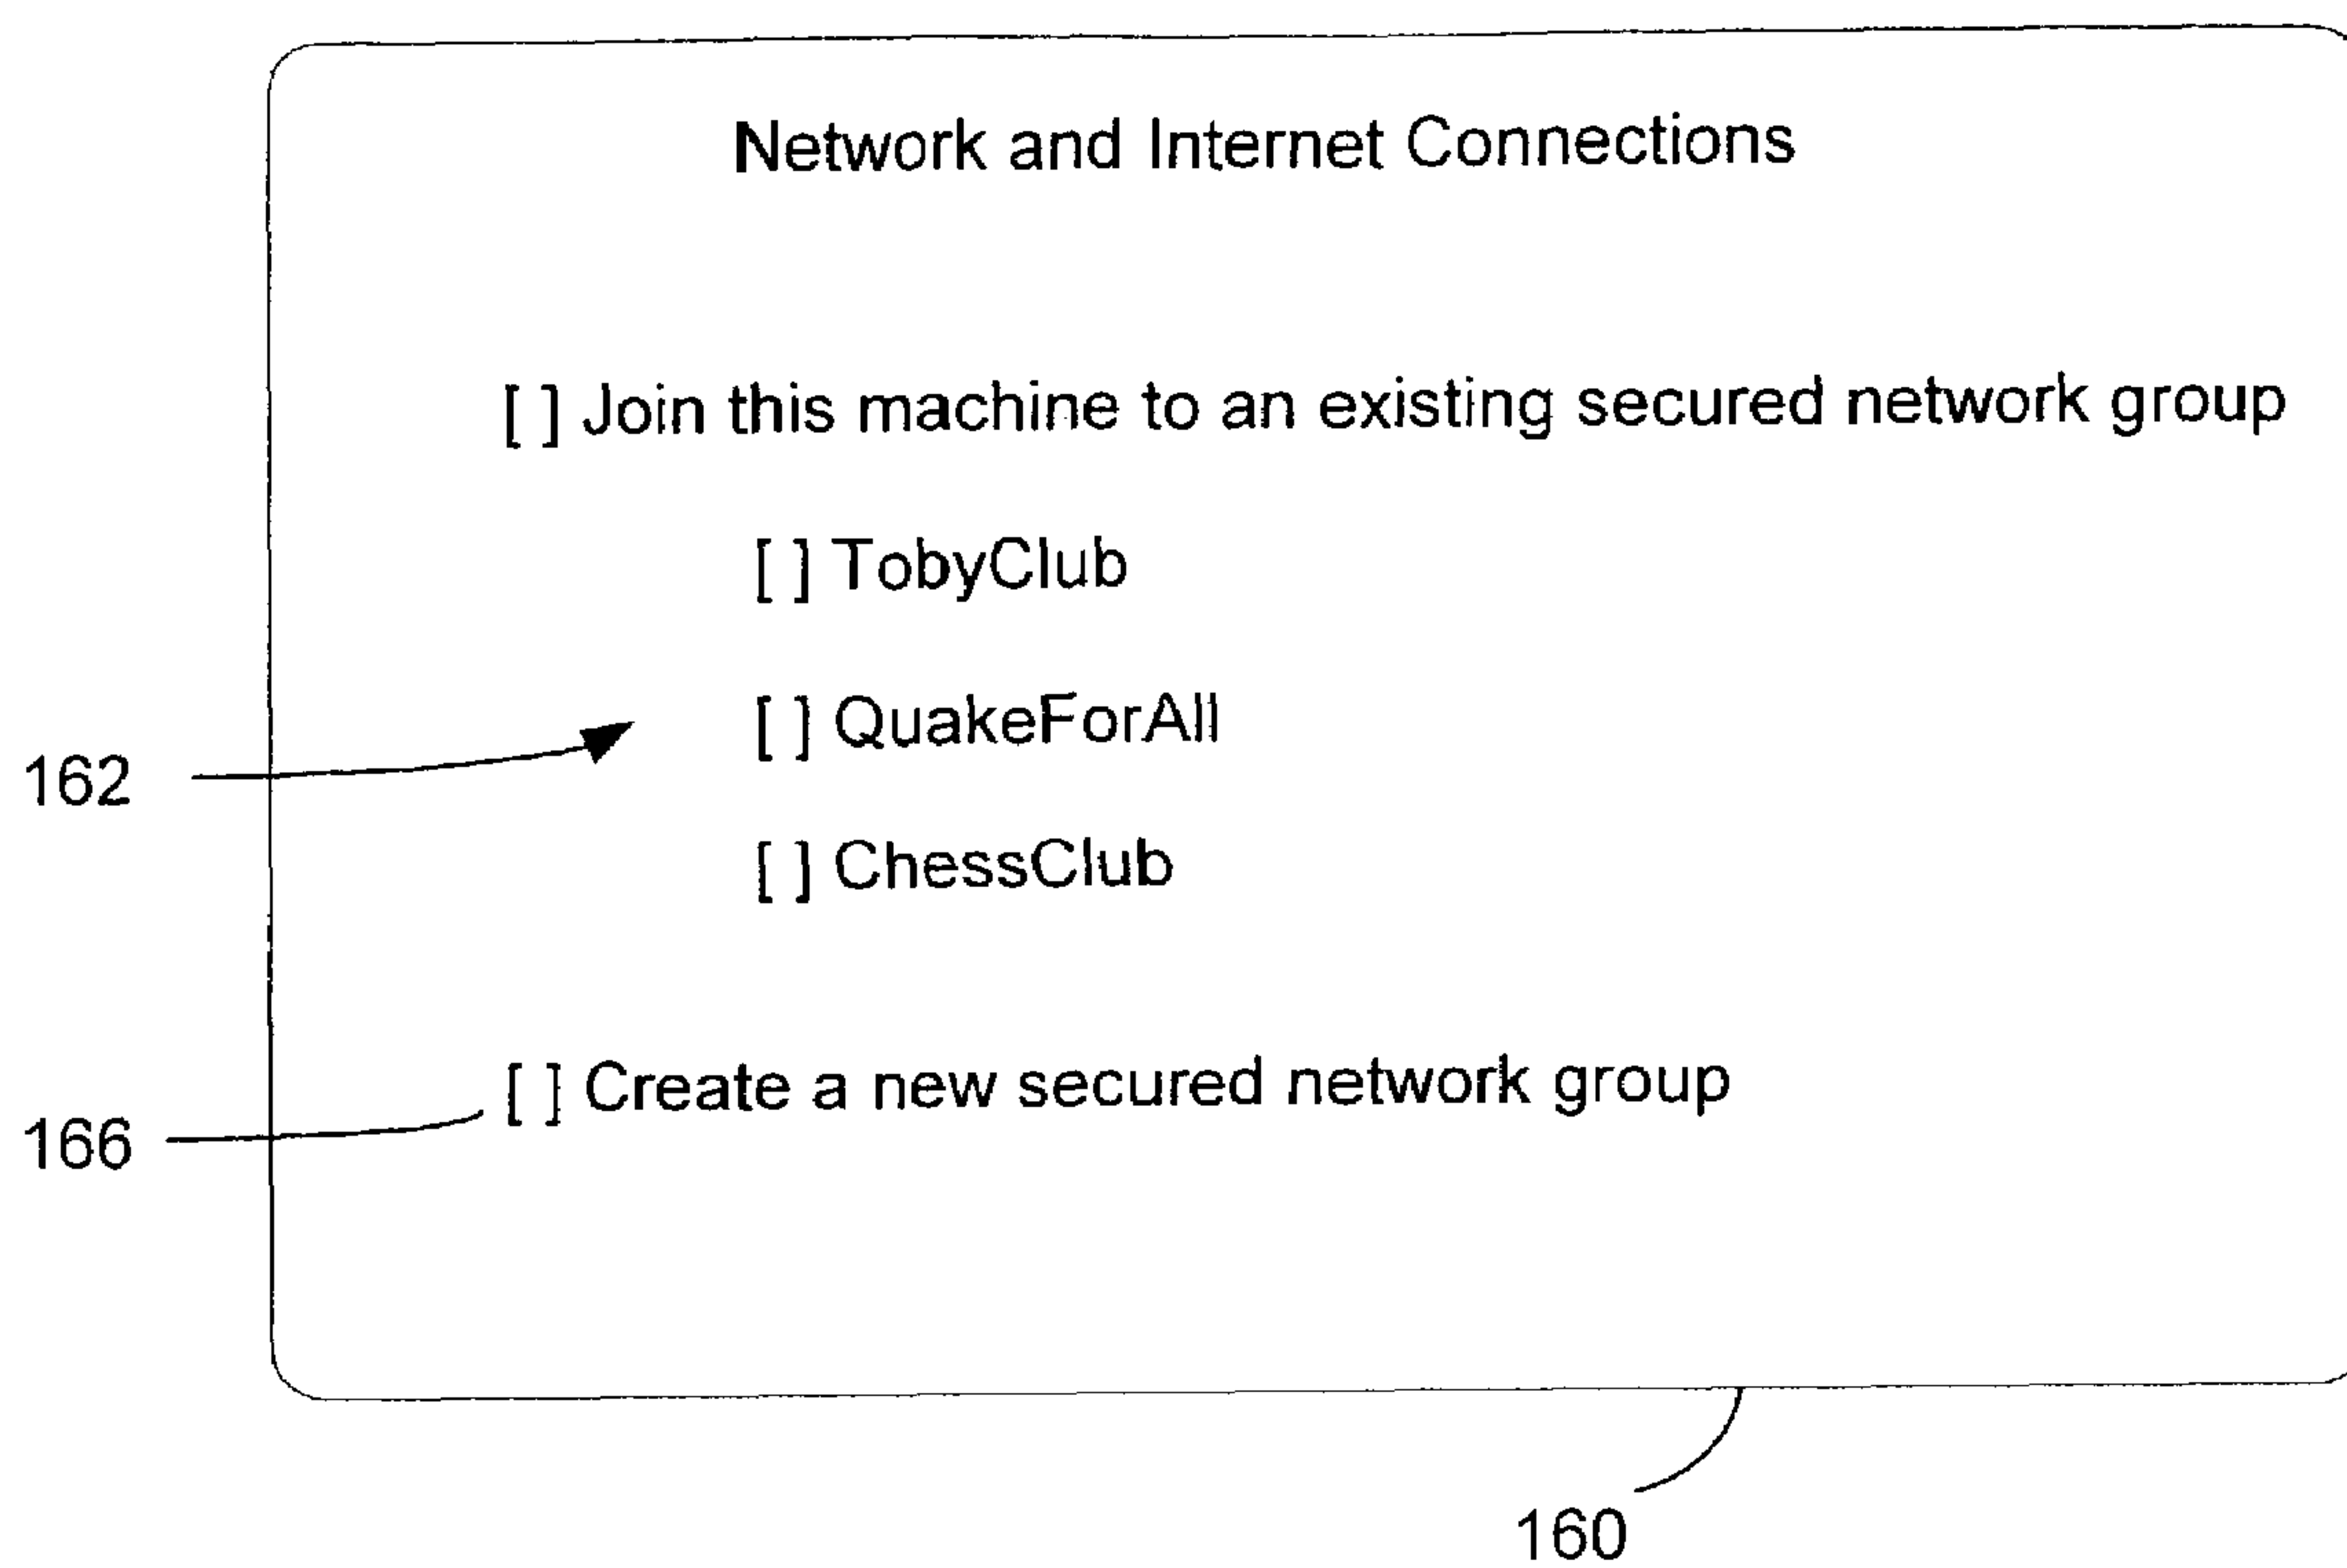 Network and Internet Connections
[ ] Join this machine to an existing secured network group
[ ] TobyClub
[ ] QuakeForAll
162
[ ] ChessClub
[ ] Create a new secured network group
166
160